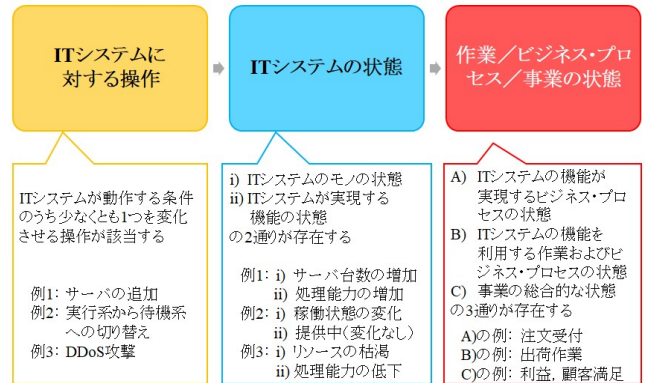 ITシステムに
対する操作
ITシステムの状態
作業／ビジネス・プロ
セス／事業の状態
ITシステムが動作する条件
のうち少なくとも1つを変化
させる操作が該当する
例1: サーバの追加
例2: 実行系から待機系
への切り替え
例3: DDoS攻撃
i) ITシステムのモノの状態
ii) ITシステムが実現する
機能の状態
の2通りが存在する
例1: i) サーバ台数の増加
ii) 処理能力の増加
例2: i) 稼働状態の変化
ii) 提供中（変化なし）
例3: i) リソースの枯渇
ii) 処理能力の低下
A) ITシステムの機能が
実現するビジネス・プロ
セスの状態
B) ITシステムの機能を
利用する作業およびビ
ジネス・プロセスの状態
C) 事業の総合的な状態
の3通りが存在する
A)の例: 注文受付
B)の例: 出荷作業
C)の例: 利益，顧客満足